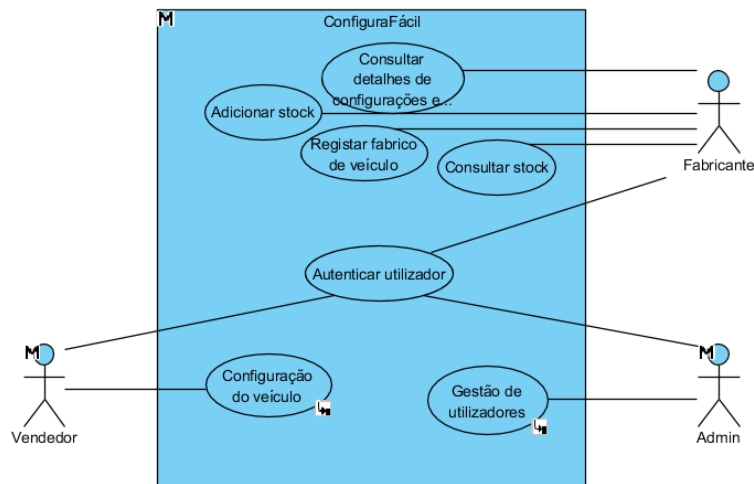 M
ConfiguraFácil
Consultar
detalhes de
configurações e...
Adicionar stock
Registar fabrico
de veículo
Consultar stock
Fabricante
Autenticar utilizador
M
Vendedor
Configuração
do veículo
Gestão de
utilizadores
M
Admin